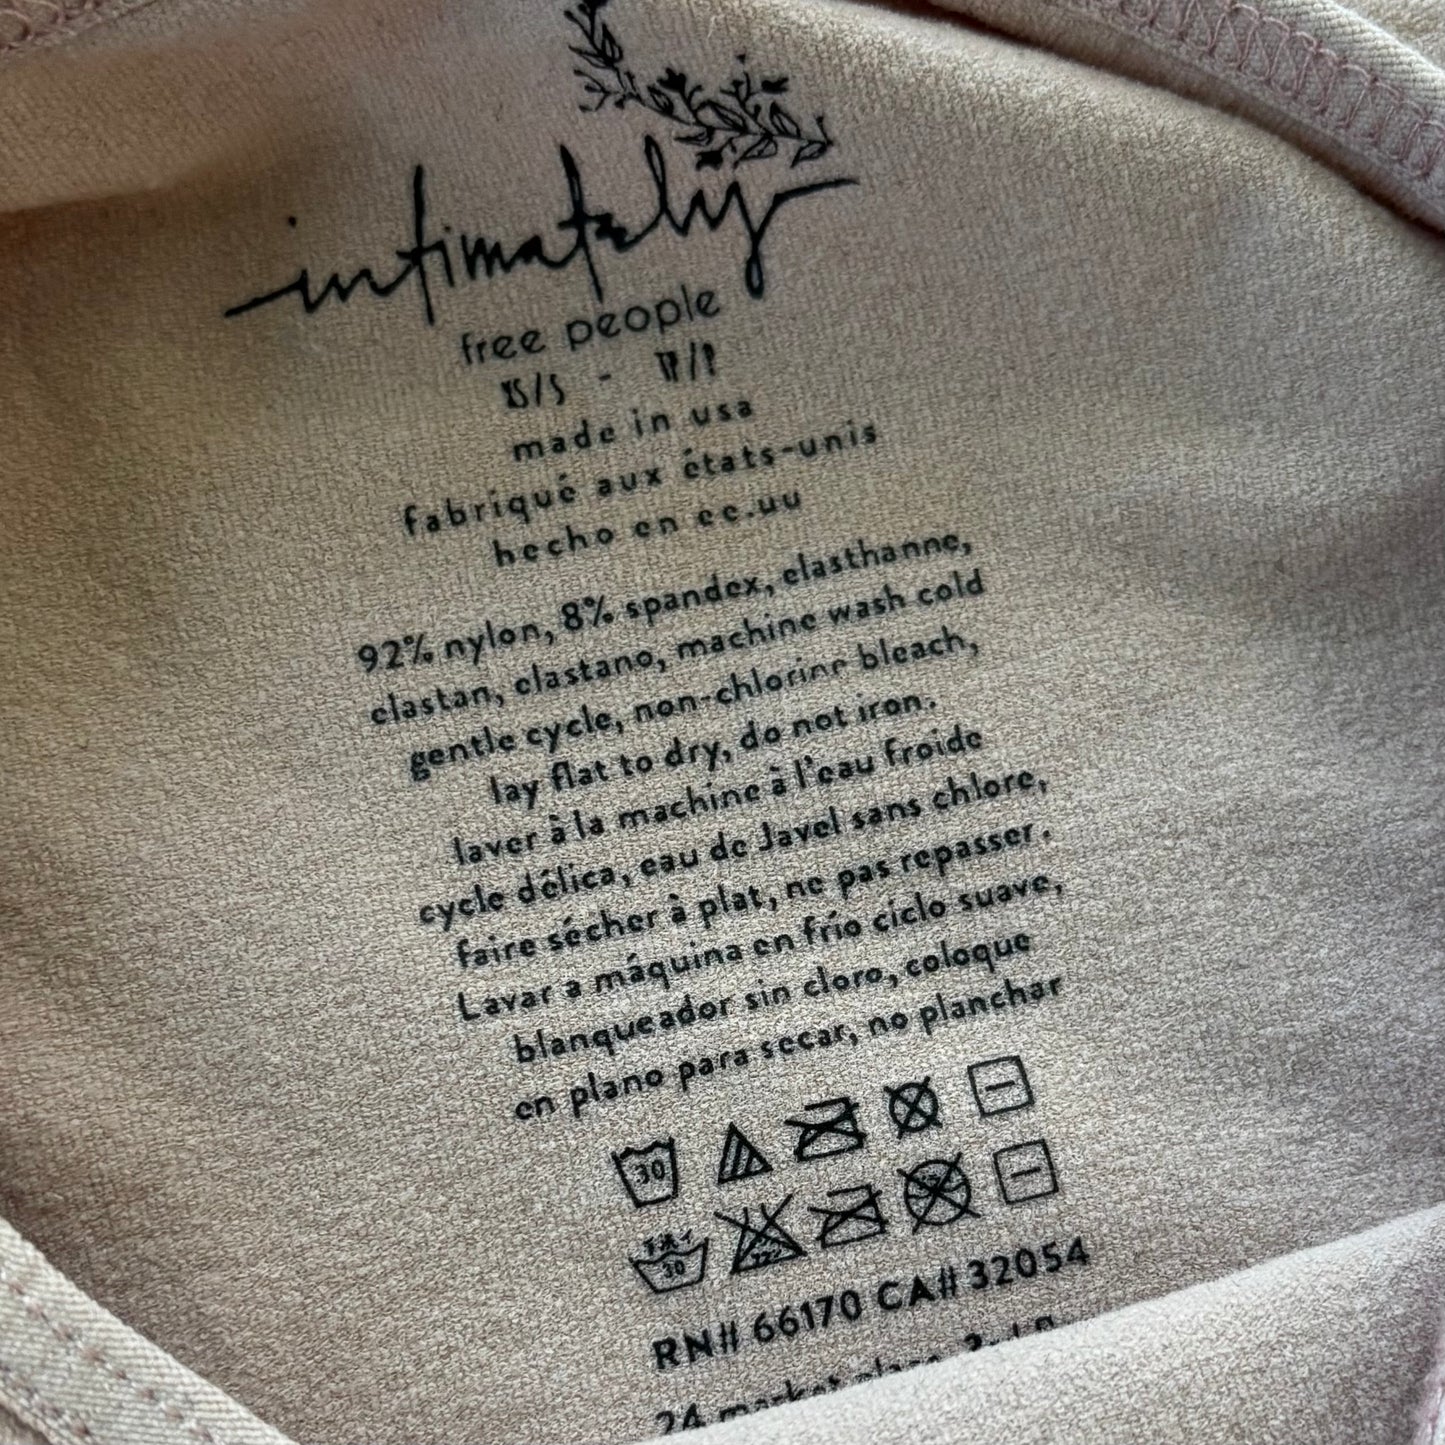 intimately
free people
XS/S - TP/P
made in usa
fabriqué aux états-unis
hecho en ee.uu
92% nylon, 8% spandex, elasthanne,
elastan, elastano, machine wash cold
gentle cycle, non-chlorine bleach,
lay flat to dry, do not iron.
laver à la machine à l'eau froide
cycle délica, eau de Javel sans chlore,
faire sécher à plat, ne pas repasser.
Lavar a máquina en frío ciclo suave,
blanqueador sin cloro, coloque
en plano para secar, no planchar
30
30
RN# 66170 CA# 32054
24 market place